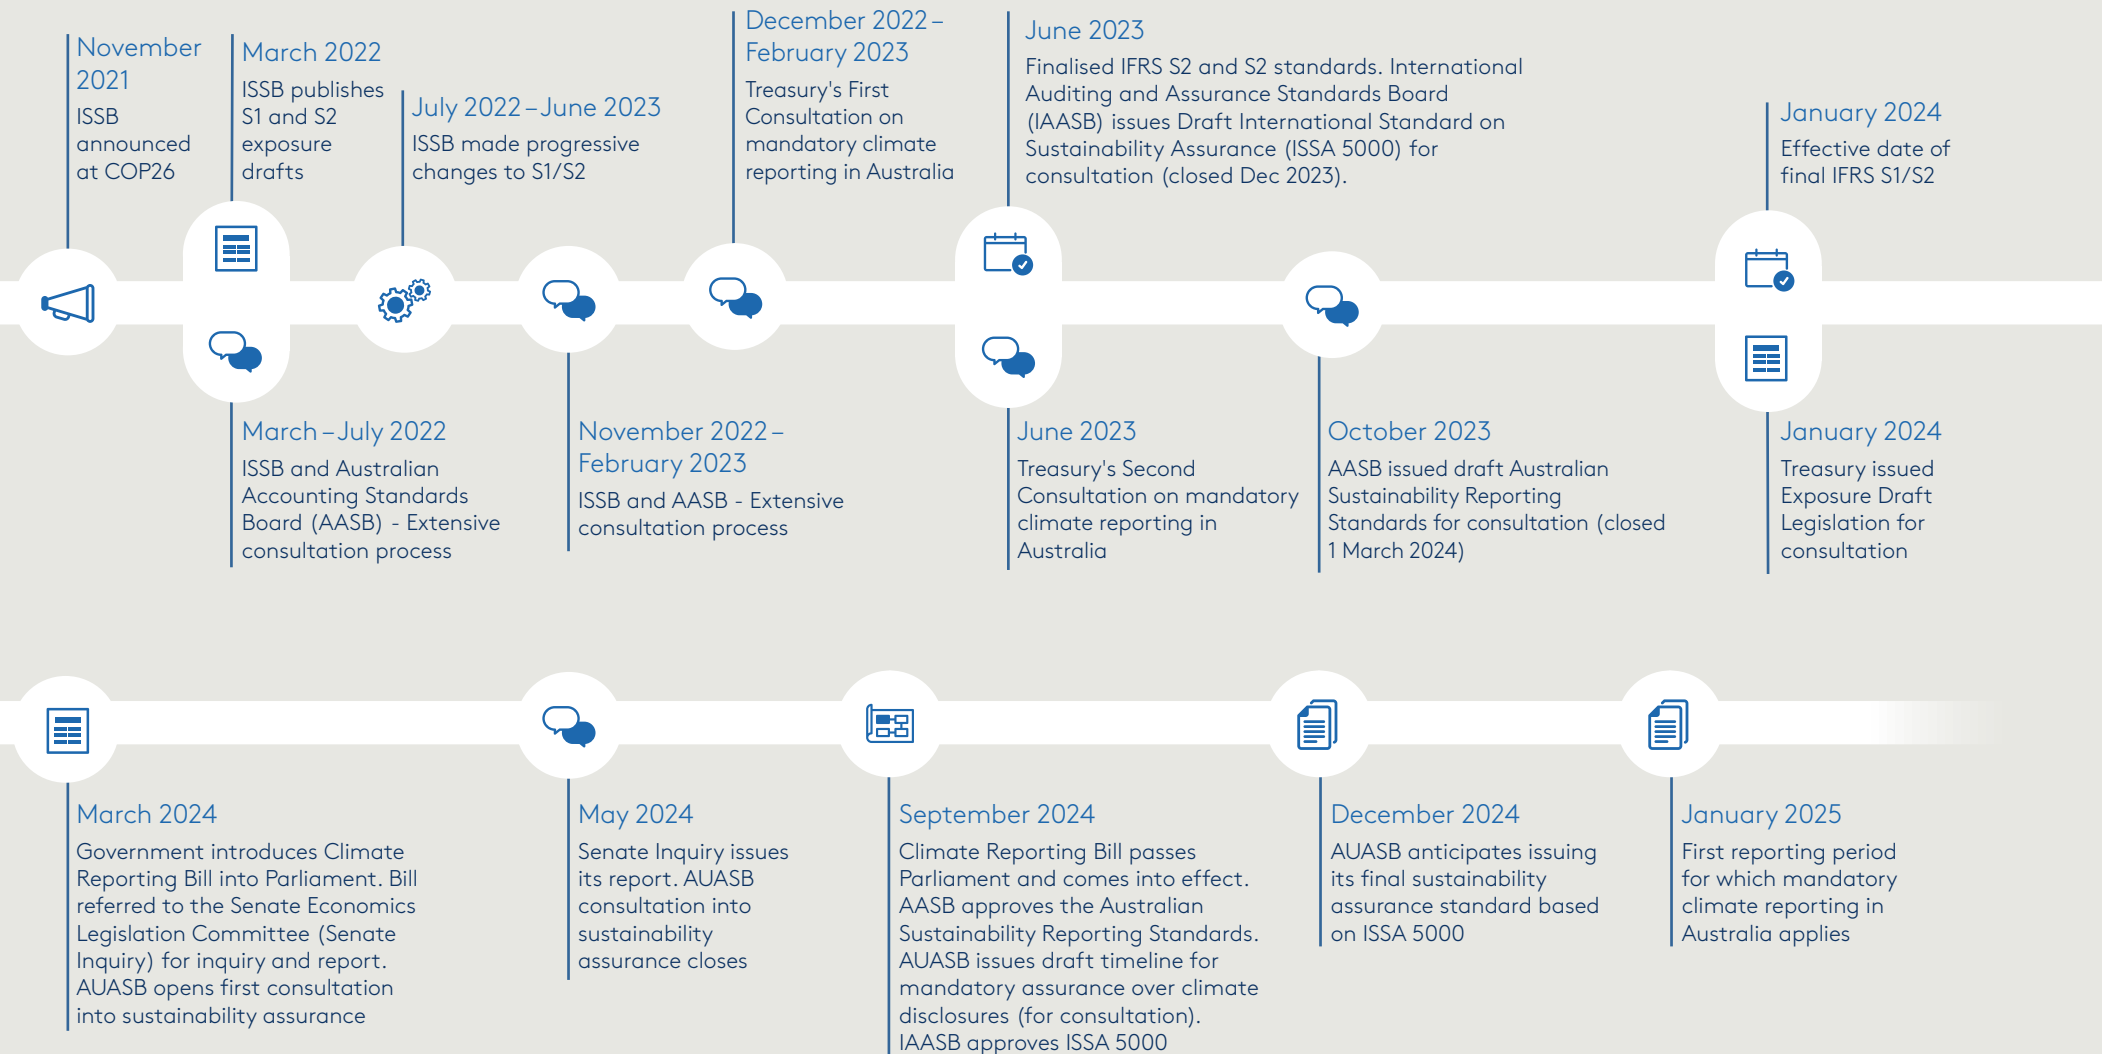 November
2021
ISSB
announced
at COP26
March 2022
ISSB publishes
S1 and S2
exposure
drafts
July 2022 – June 2023
ISSB made progressive
changes to S1/S2
December 2022 –
February 2023
Treasury's First
Consultation on
mandatory climate
reporting in Australia
June 2023
Finalised IFRS S2 and S2 standards. International
Auditing and Assurance Standards Board
(IAASB) issues Draft International Standard on
Sustainability Assurance (ISSA 5000) for
consultation (closed Dec 2023).
January 2024
Effective date of
final IFRS S1/S2
March – July 2022
ISSB and Australian
Accounting Standards
Board (AASB) - Extensive
consultation process
November 2022 –
February 2023
ISSB and AASB - Extensive
consultation process
June 2023
Treasury's Second
Consultation on mandatory
climate reporting in
Australia
October 2023
AASB issued draft Australian
Sustainability Reporting
Standards for consultation (closed
1 March 2024)
January 2024
Treasury issued
Exposure Draft
Legislation for
consultation
March 2024
Government introduces Climate
Reporting Bill into Parliament. Bill
referred to the Senate Economics
Legislation Committee (Senate
Inquiry) for inquiry and report.
AUASB opens first consultation
into sustainability assurance
May 2024
Senate Inquiry issues
its report. AUASB
consultation into
sustainability
assurance closes
September 2024
Climate Reporting Bill passes
Parliament and comes into effect.
AASB approves the Australian
Sustainability Reporting Standards.
AUASB issues draft timeline for
mandatory assurance over climate
disclosures (for consultation).
IAASB approves ISSA 5000
December 2024
AUASB anticipates issuing
its final sustainability
assurance standard based
on ISSA 5000
January 2025
First reporting period
for which mandatory
climate reporting in
Australia applies